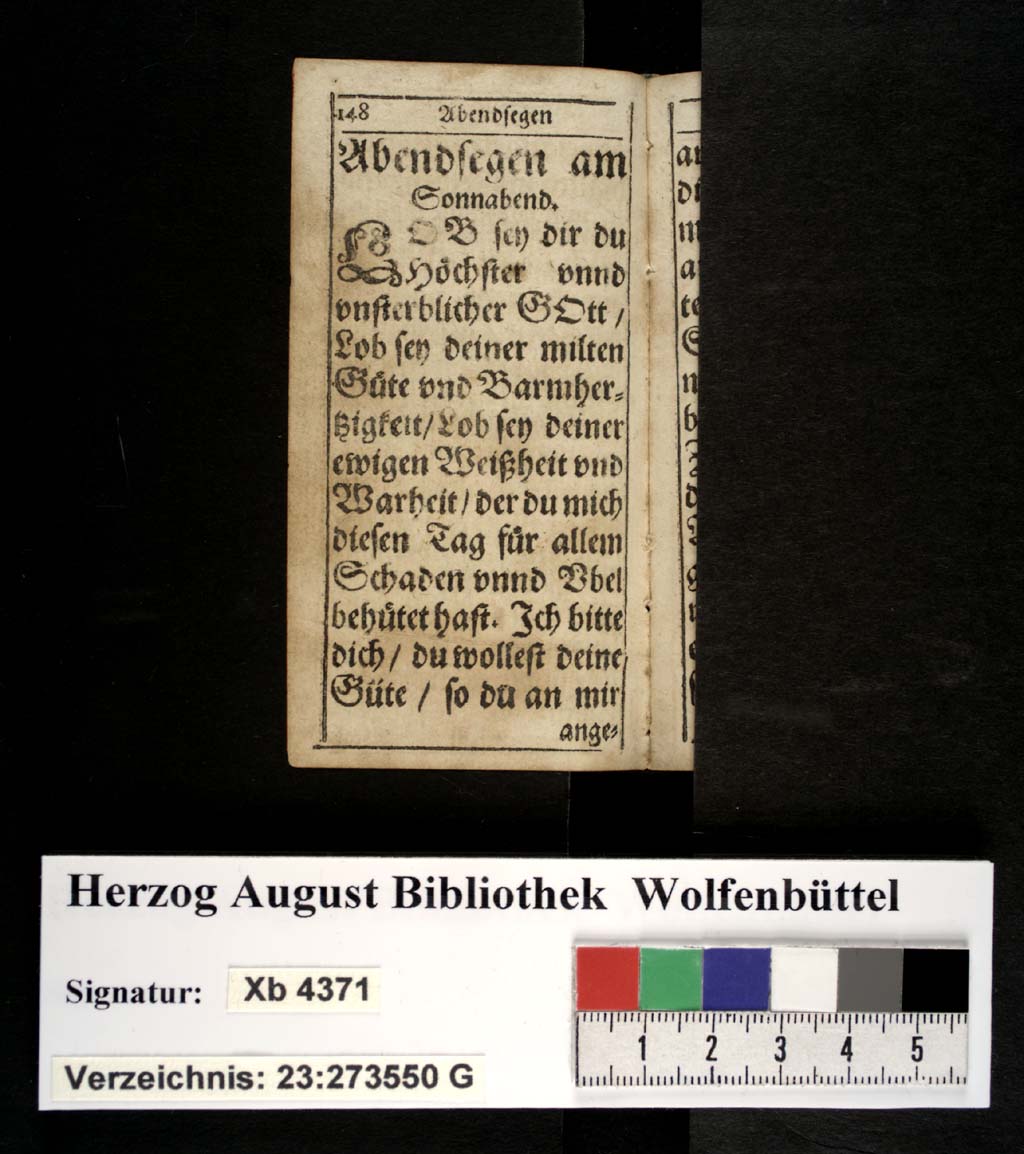 148 Abendsegen
Abendsegen am
Sonnabend.
LOB sey dir du
Höchster vnnd
vnsterblicher GOtt /
Lob sey deiner milten
Güte vnd Barmher-
tzigkeit / Lob sey deiner
ewigen Weißheit vnd
Warheit / der du mich
diesen Tag für allem
Schaden vnnd Vbel
behütet hast. Ich bitte
dich / du wollest deine
Güte / so du an mir
ange-
Herzog August Bibliothek Wolfenbüttel
Signatur: Xb 4371
Verzeichnis: 23:273550 G
1 2 3 4 5